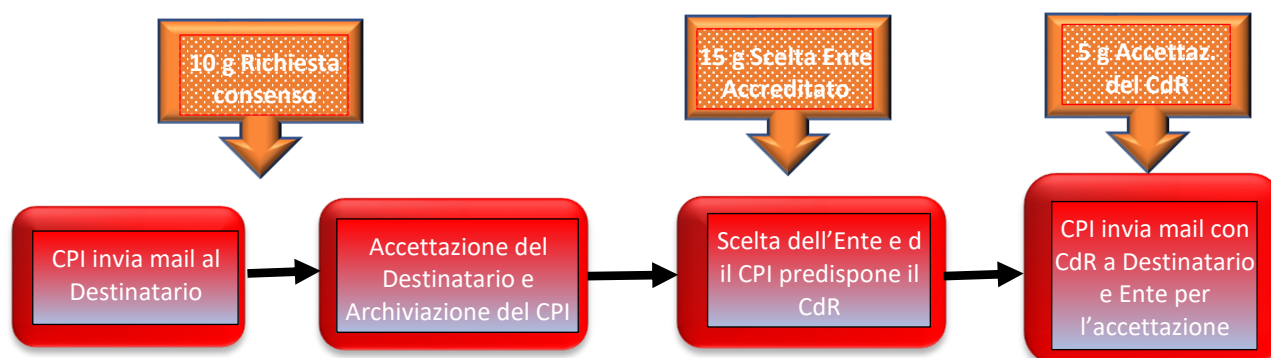 10 g Richiesta
consenso
15 g Scelta Ente
Accreditato
5 g Accettaz.
del CdR
CPI invia mail al
Destinatario
Accettazione del
Destinatario e
Archiviazione del CPI
Scelta dell’Ente e d
il CPI predispone il
CdR
CPI invia mail con
CdR a Destinatario
e Ente per
l’accettazione